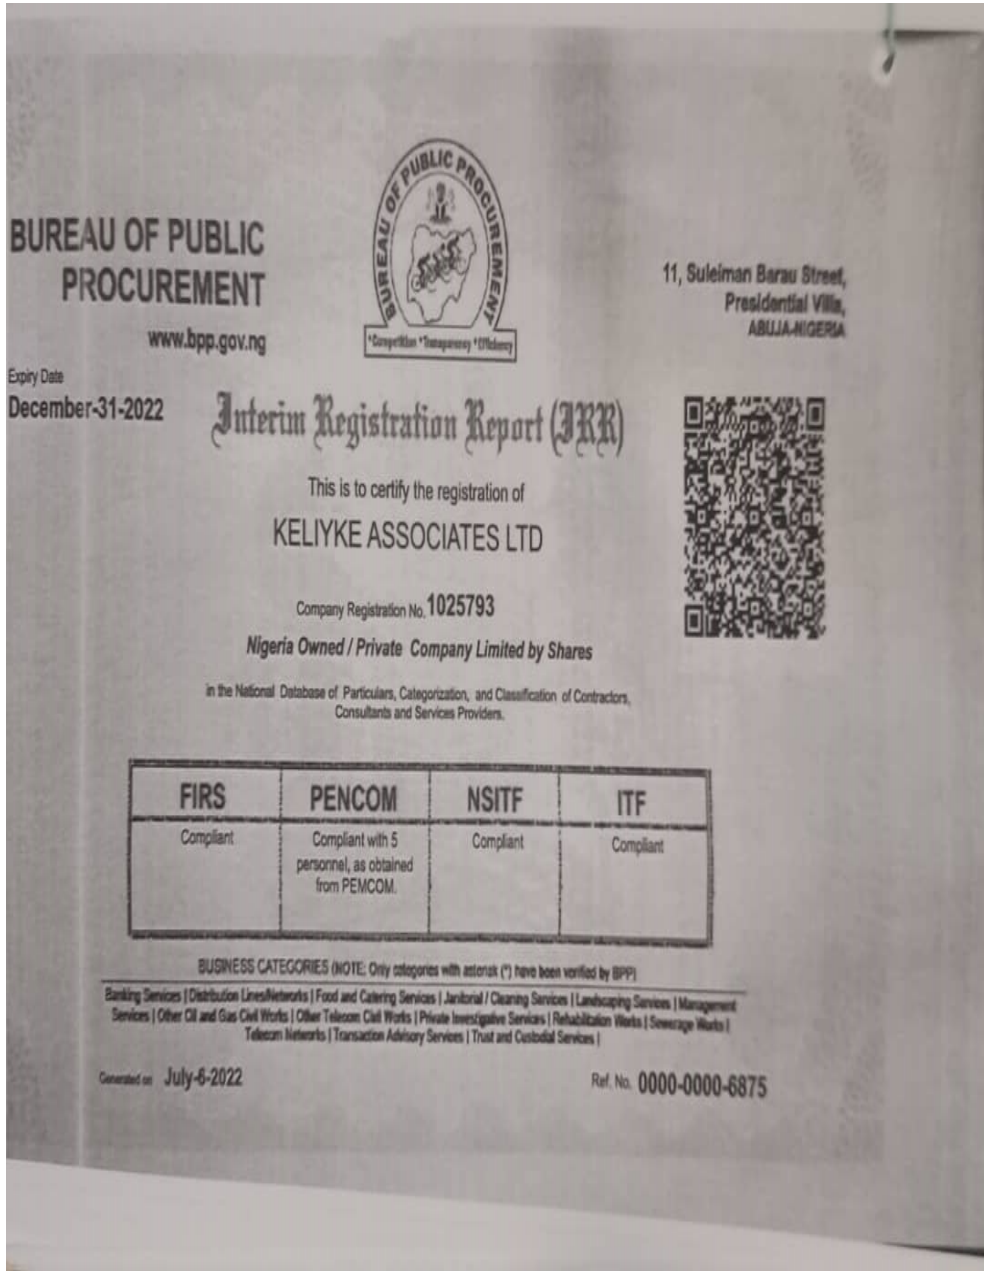 BUREAU OF PUBLIC PROCUREMENT
*Competition *Transparency *Efficiency
BUREAU OF PUBLIC
PROCUREMENT
www.bpp.gov.ng
11, Suleiman Barau Street,
Presidential Villa,
ABUJA-NIGERIA
Expiry Date
December-31-2022
Interim Registration Report (IRR)
This is to certify the registration of
KELIYKE ASSOCIATES LTD
Company Registration No. 1025793
Nigeria Owned / Private Company Limited by Shares
in the National Database of Particulars, Categorization, and Classification of Contractors,
Consultants and Services Providers.
FIRS PENCOM NSITF ITF
Compliant Compliant with 5 Compliant Compliant
personnel, as obtained
from PEMCOM.
BUSINESS CATEGORIES (NOTE: Only categories with asterisk (*) have been verified by BPP)
Banking Services | Distribution Lines/Networks | Food and Catering Services | Janitorial / Cleaning Services | Landscaping Services | Management
Services | Other Oil and Gas Civil Works | Other Telecom Civil Works | Private Investigative Services | Rehabilitation Works | Sewerage Works |
Telecom Networks | Transaction Advisory Services | Trust and Custodial Services |
Generated on July-6-2022
Ref. No. 0000-0000-6875